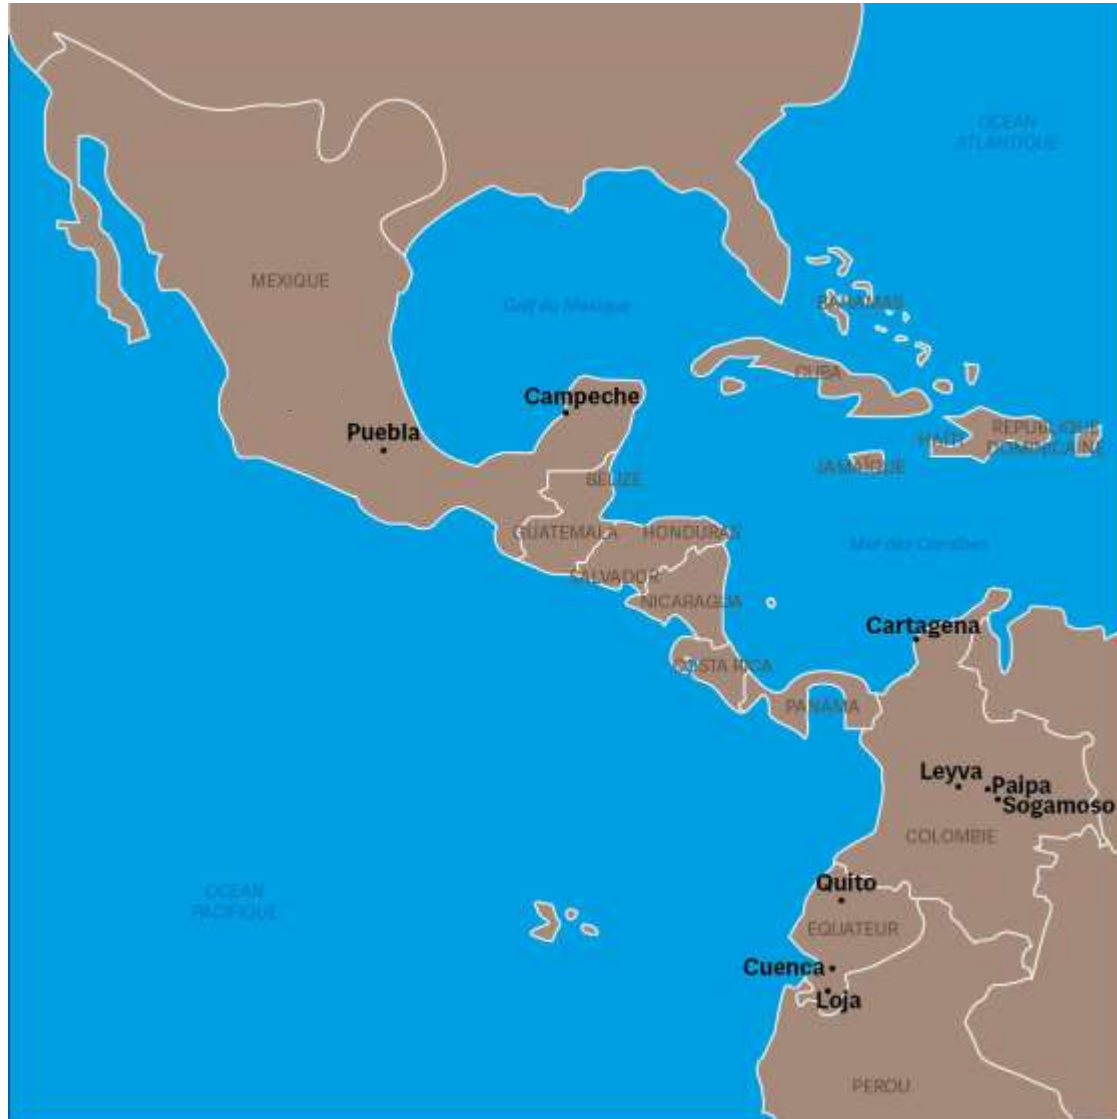 OCEAN
ATLANTIQUE
MEXIQUE
Golf du Mexique
BAHAMAS
CUBA
Campeche
Puebla
HAITI
REPUBLIQUE
DOMINICAINE
JAMAIQUE
BELIZE
GUATEMALA
HONDURAS
Mer des Caraïbes
SALVADOR
NICARAGUA
Cartagena
COSTA RICA
PANAMA
Leyva
Paipa
Sogamoso
COLOMBIE
Quito
OCEAN
PACIFIQUE
EQUATEUR
Cuenca
Loja
PEROU